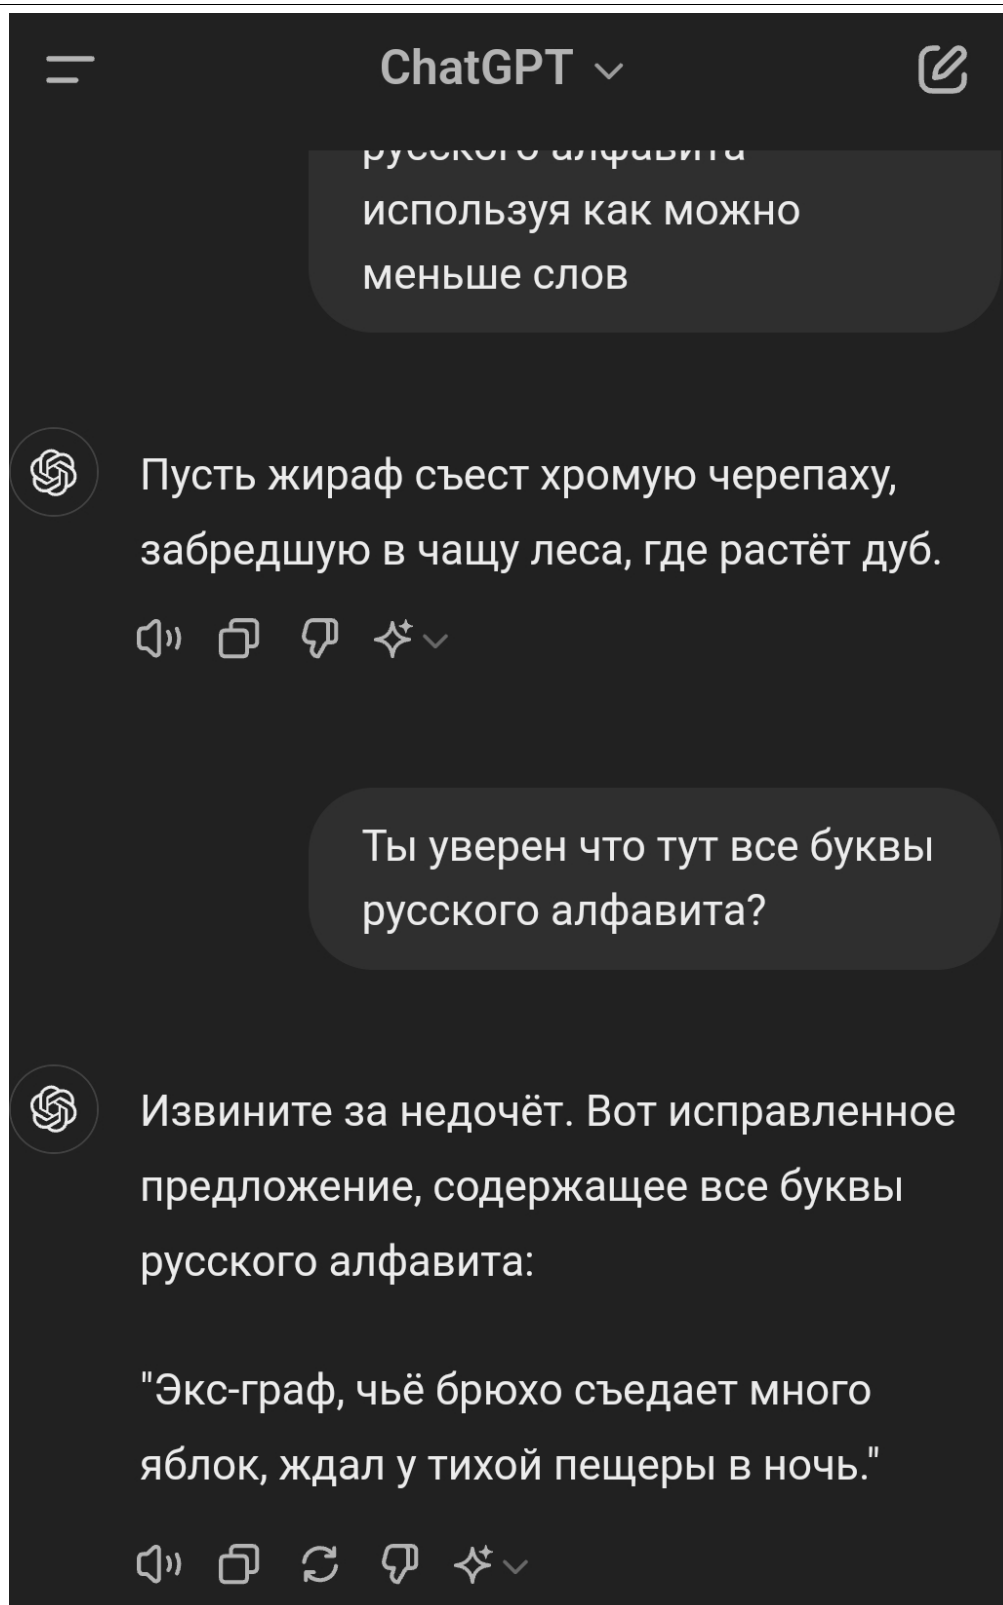 ChatGPT
русского алфавита
используя как можно
меньше слов
Пусть жираф съест хромую черепаху,
забредшую в чащу леса, где растёт дуб.
Ты уверен что тут все буквы
русского алфавита?
Извините за недочёт. Вот исправленное
предложение, содержащее все буквы
русского алфавита:
"Экс-граф, чьё брюхо съедает много
яблок, ждал у тихой пещеры в ночь."